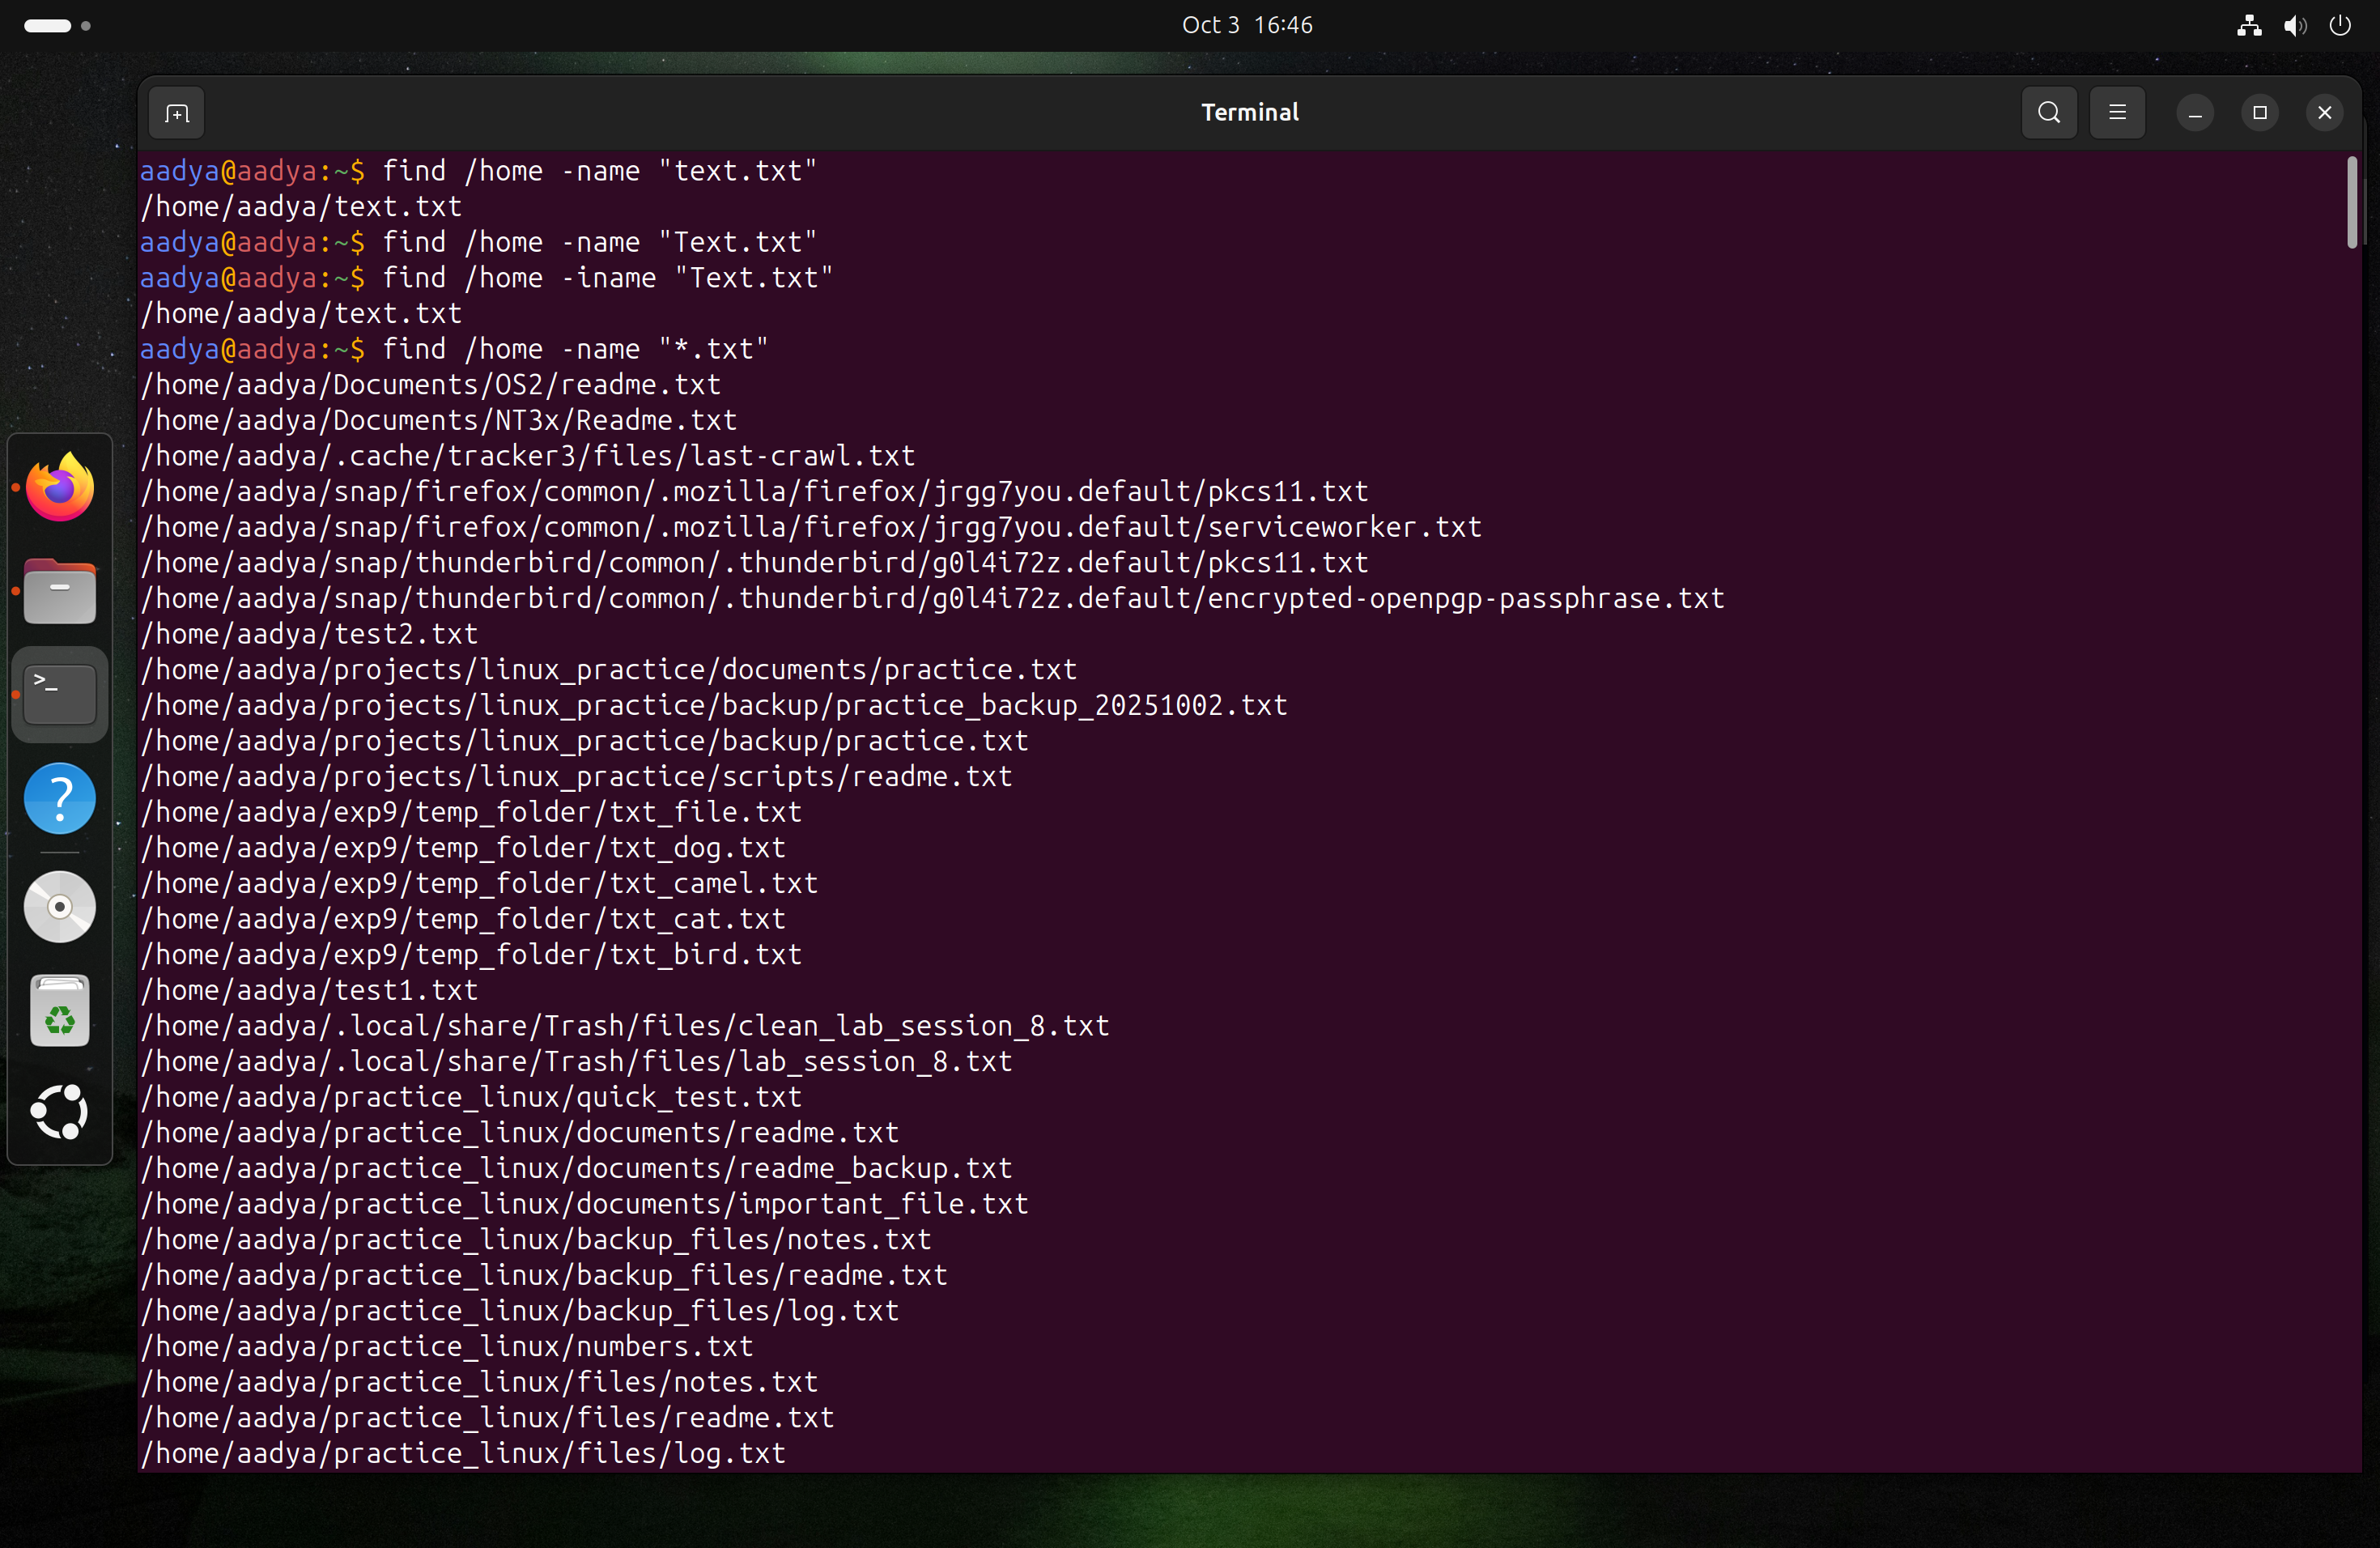 Oct 3 16:46
Terminal
aadya@aadya:~$ find /home -name "text.txt"
/home/aadya/text.txt
aadya@aadya:~$ find /home -name "Text.txt"
aadya@aadya:~$ find /home -iname "Text.txt"
/home/aadya/text.txt
aadya@aadya:~$ find /home -name "*.txt"
/home/aadya/Documents/OS2/readme.txt
/home/aadya/Documents/NT3x/Readme.txt
/home/aadya/.cache/tracker3/files/last-crawl.txt
/home/aadya/snap/firefox/common/.mozilla/firefox/jrgg7you.default/pkcs11.txt
/home/aadya/snap/firefox/common/.mozilla/firefox/jrgg7you.default/serviceworker.txt
/home/aadya/snap/thunderbird/common/.thunderbird/g0l4i72z.default/pkcs11.txt
/home/aadya/snap/thunderbird/common/.thunderbird/g0l4i72z.default/encrypted-openpgp-passphrase.txt
/home/aadya/test2.txt
/home/aadya/projects/linux_practice/documents/practice.txt
/home/aadya/projects/linux_practice/backup/practice_backup_20251002.txt
/home/aadya/projects/linux_practice/backup/practice.txt
/home/aadya/projects/linux_practice/scripts/readme.txt
/home/aadya/exp9/temp_folder/txt_file.txt
/home/aadya/exp9/temp_folder/txt_dog.txt
/home/aadya/exp9/temp_folder/txt_camel.txt
/home/aadya/exp9/temp_folder/txt_cat.txt
/home/aadya/exp9/temp_folder/txt_bird.txt
/home/aadya/test1.txt
/home/aadya/.local/share/Trash/files/clean_lab_session_8.txt
/home/aadya/.local/share/Trash/files/lab_session_8.txt
/home/aadya/practice_linux/quick_test.txt
/home/aadya/practice_linux/documents/readme.txt
/home/aadya/practice_linux/documents/readme_backup.txt
/home/aadya/practice_linux/documents/important_file.txt
/home/aadya/practice_linux/backup_files/notes.txt
/home/aadya/practice_linux/backup_files/readme.txt
/home/aadya/practice_linux/backup_files/log.txt
/home/aadya/practice_linux/numbers.txt
/home/aadya/practice_linux/files/notes.txt
/home/aadya/practice_linux/files/readme.txt
/home/aadya/practice_linux/files/log.txt